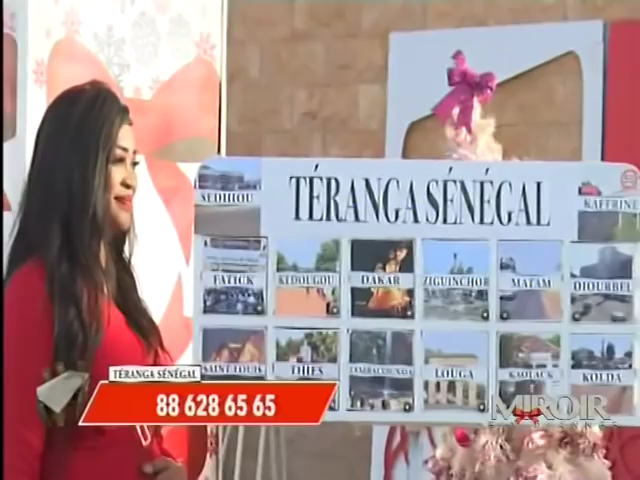 TÉRANGA SÉNÉGAL
SEDHIOU
KAFFRINE
FATICK
KEDOUGOU
DAKAR
ZIGUINCHOR
MATAM
DIOURBEL
SAINT LOUIS
THIES
TAMBACOUNDA
LOUGA
KAOLACK
KOLDA
TÉRANGA SÉNÉGAL
88 628 65 65
MIROIR